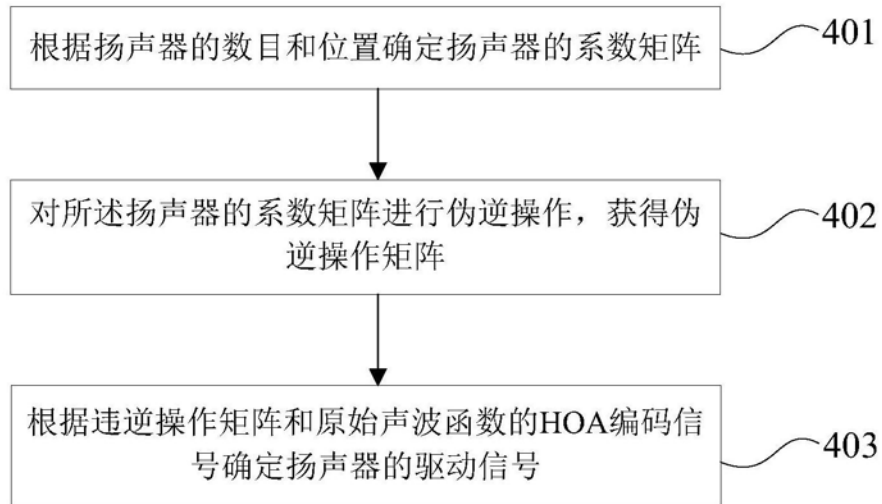 根据扬声器的数目和位置确定扬声器的系数矩阵
401
对所述扬声器的系数矩阵进行伪逆操作，获得伪
逆操作矩阵
402
根据违逆操作矩阵和原始声波函数的HOA编码信
号确定扬声器的驱动信号
403